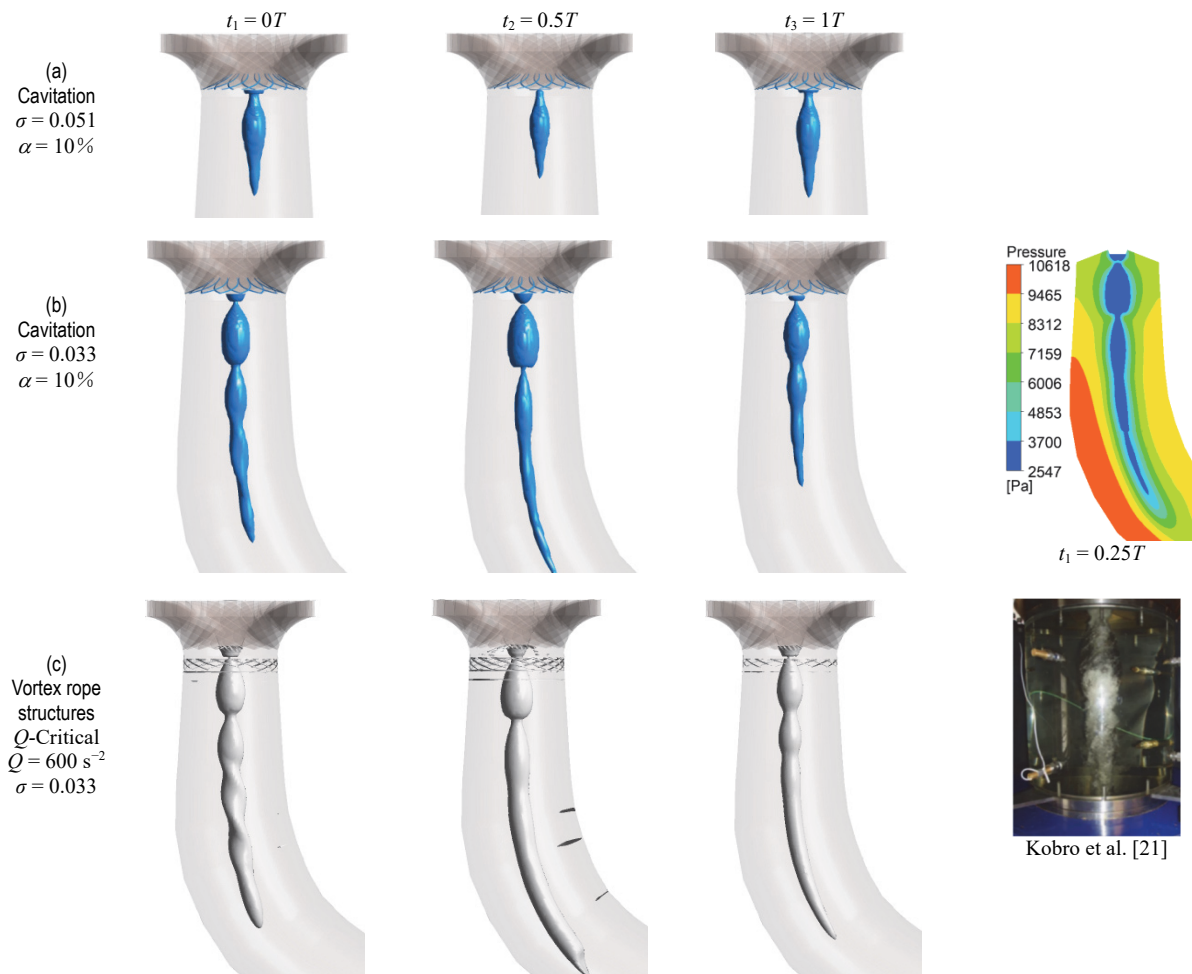 t₁ = 0T
t₂ = 0.5T
t₃ = 1T
(a)
Cavitation
σ = 0.051
α = 10%
(b)
Cavitation
σ = 0.033
α = 10%
Pressure
10618
9465
8312
7159
6006
4853
3700
2547
[Pa]
t₁ = 0.25T
(c)
Vortex rope
structures
Q-Critical
Q = 600 s⁻²
σ = 0.033
Kobro et al. [21]